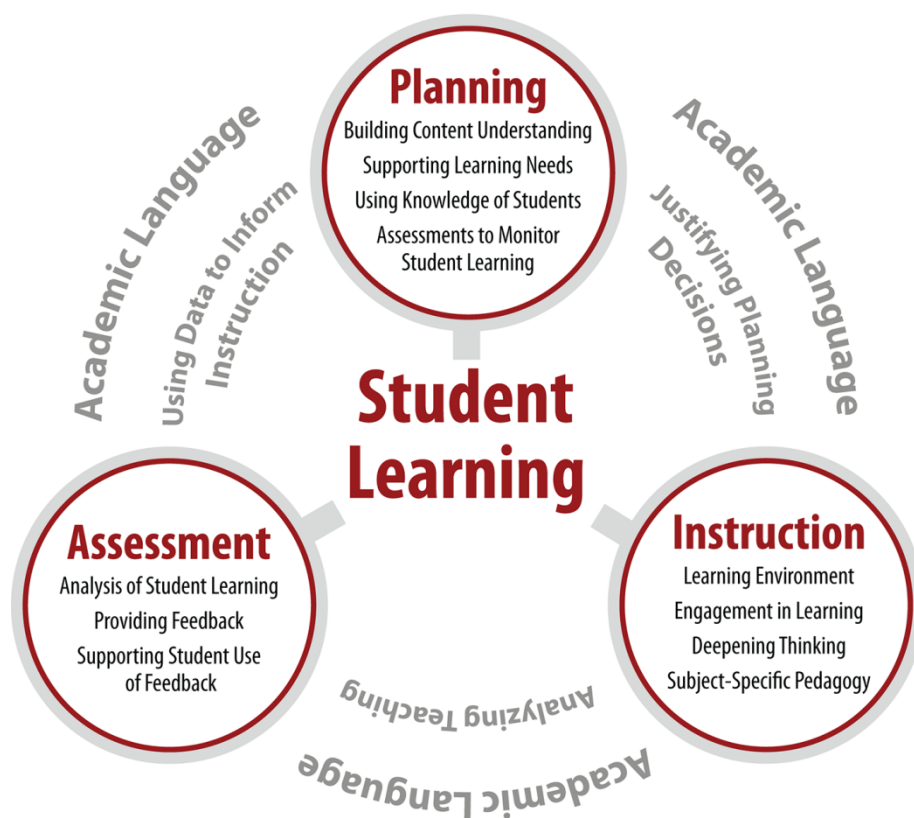 Planning
Building Content Understanding
Supporting Learning Needs
Using Knowledge of Students
Assessments to Monitor
Student Learning
Academic Language
Using Data to Inform
Instruction
Academic Language
Justifying Planning
Decisions
Student
Learning
Assessment
Analysis of Student Learning
Providing Feedback
Supporting Student Use
of Feedback
Instruction
Learning Environment
Engagement in Learning
Deepening Thinking
Subject-Specific Pedagogy
Analyzing Teaching
Academic Language